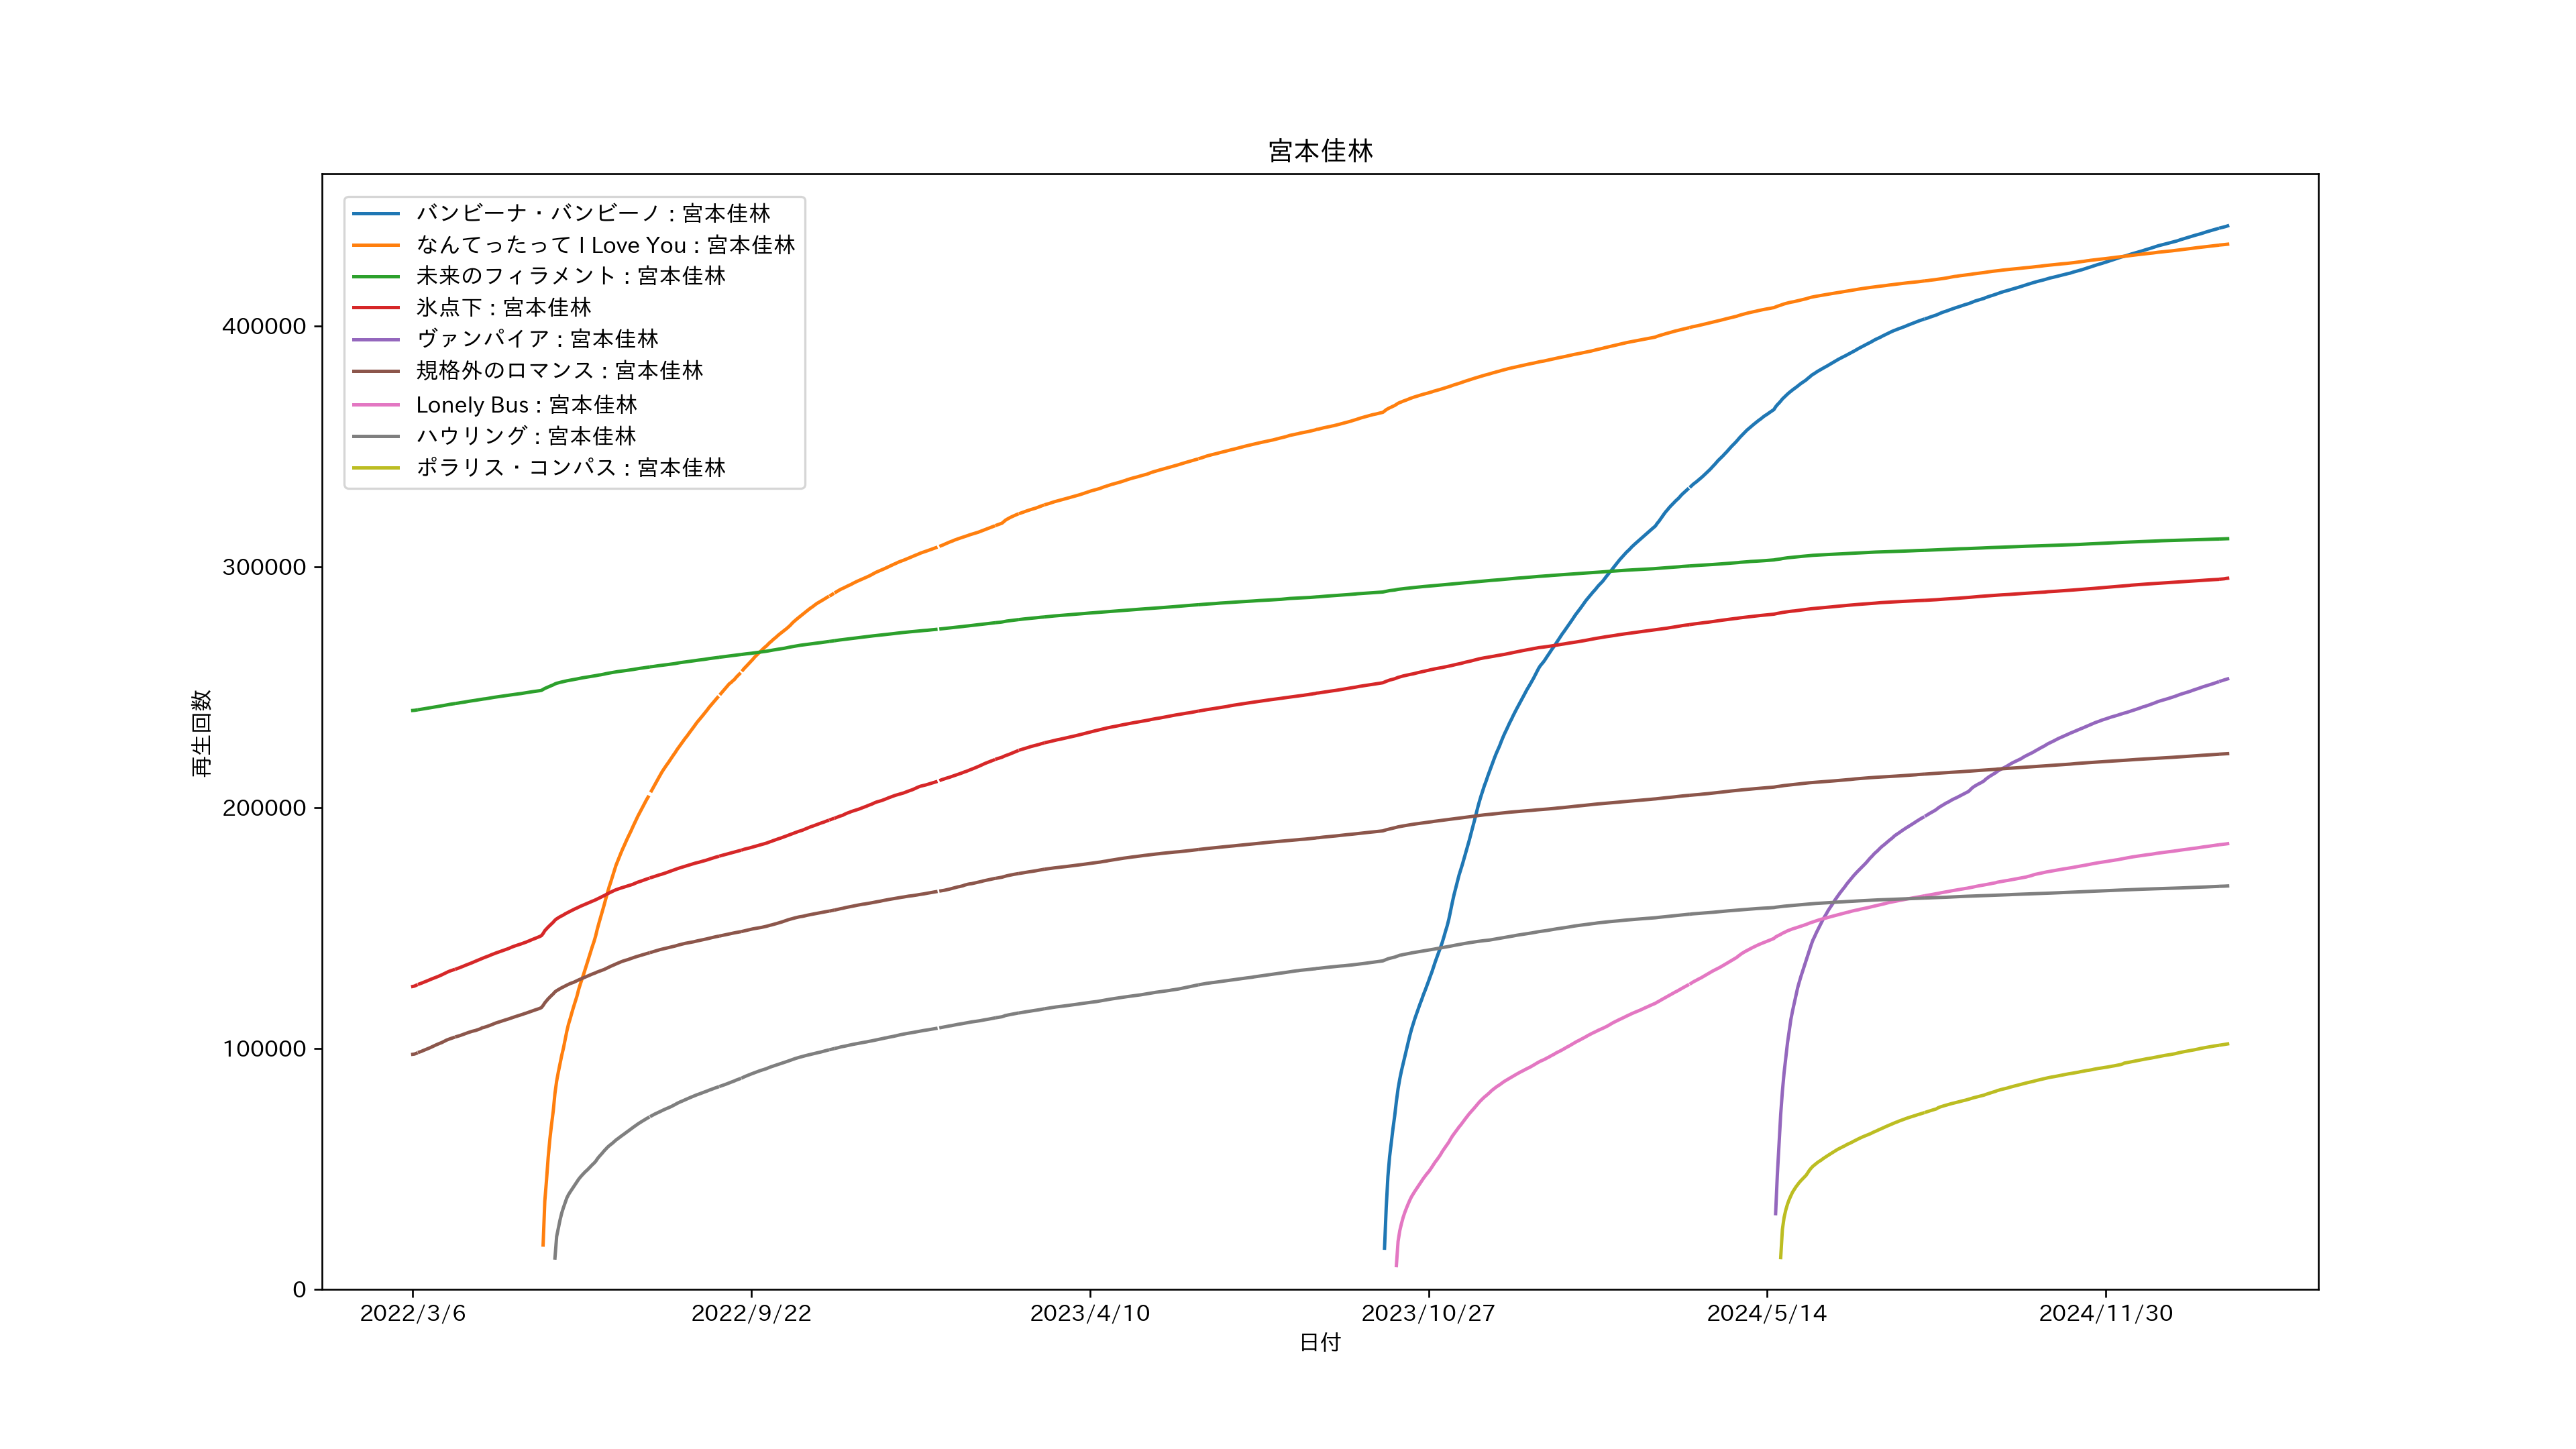 宮本佳林
バンビーナ・バンビーノ : 宮本佳林
なんてったって I Love You : 宮本佳林
未来のフィラメント : 宮本佳林
氷点下 : 宮本佳林
ヴァンパイア : 宮本佳林
規格外のロマンス : 宮本佳林
Lonely Bus : 宮本佳林
ハウリング : 宮本佳林
ポラリス・コンパス : 宮本佳林
再生回数
400000
300000
200000
100000
0
2022/3/6 2022/9/22 2023/4/10 2023/10/27 2024/5/14 2024/11/30
日付